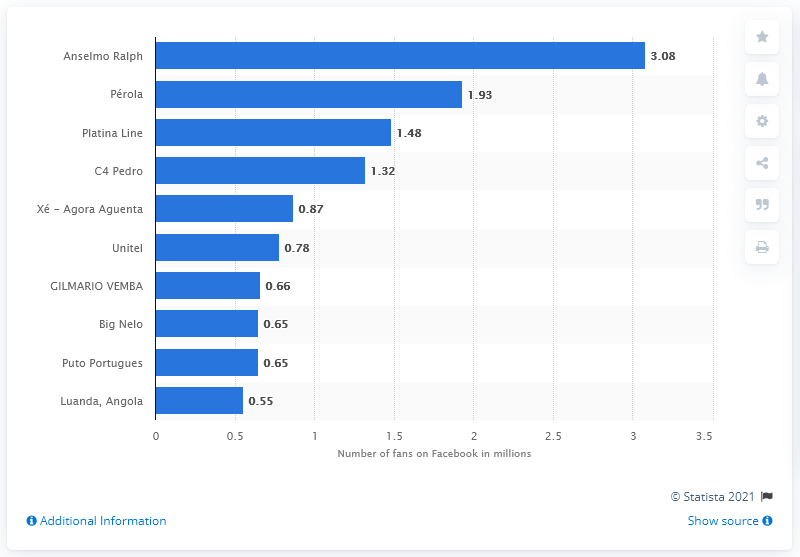 Anselmo Ralph 3.08
Pérola 1.93
Platina Line 1.48
C4 Pedro 1.32
Xé – Agora Aguenta 0.87
Unitel 0.78
GILMARIO VEMBA 0.66
Big Nelo 0.65
Puto Portugues 0.65
Luanda, Angola 0.55
0 0.5 1 1.5 2 2.5 3 3.5
Number of fans on Facebook in millions
© Statista 2021
Additional Information
Show source